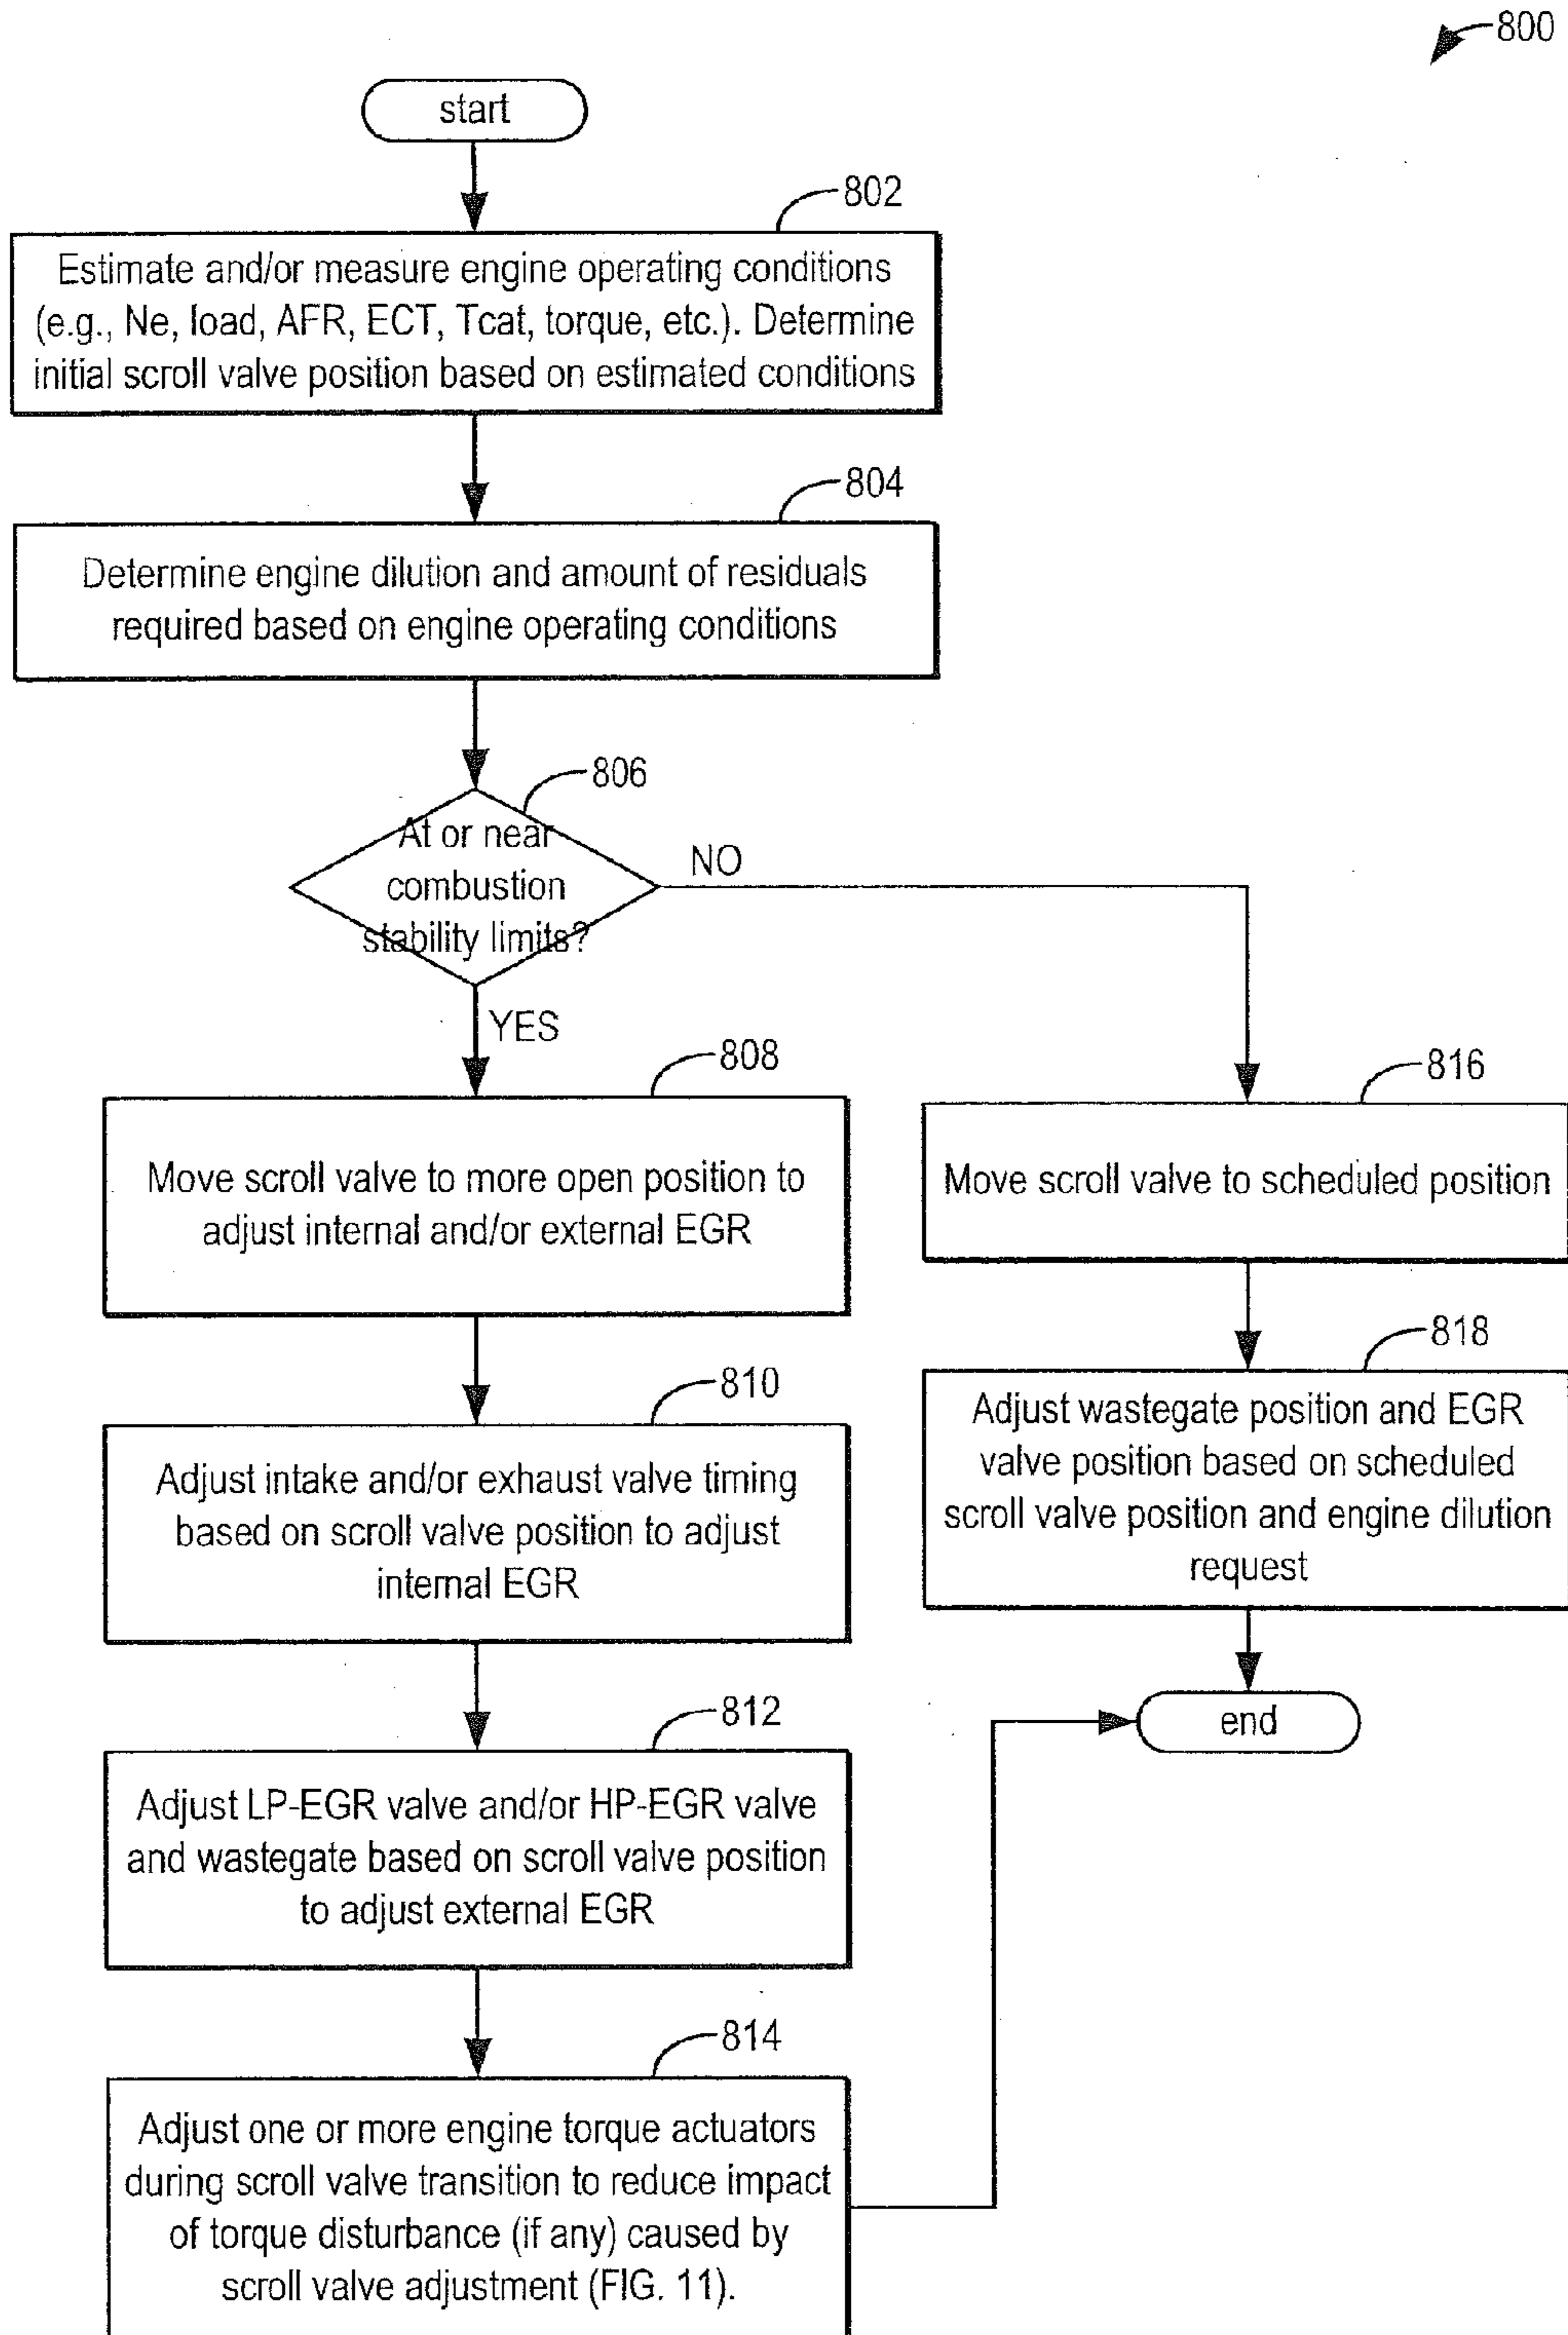 800
start
802
Estimate and/or measure engine operating conditions
(e.g., Ne, load, AFR, ECT, Tcat, torque, etc.). Determine
initial scroll valve position based on estimated conditions
804
Determine engine dilution and amount of residuals
required based on engine operating conditions
806
At or near
combustion
stability limits?
NO
YES
808
Move scroll valve to more open position to
adjust internal and/or external EGR
816
Move scroll valve to scheduled position
810
Adjust intake and/or exhaust valve timing
based on scroll valve position to adjust
internal EGR
818
Adjust wastegate position and EGR
valve position based on scheduled
scroll valve position and engine dilution
request
end
812
Adjust LP-EGR valve and/or HP-EGR valve
and wastegate based on scroll valve position
to adjust external EGR
814
Adjust one or more engine torque actuators
during scroll valve transition to reduce impact
of torque disturbance (if any) caused by
scroll valve adjustment (FIG. 11).